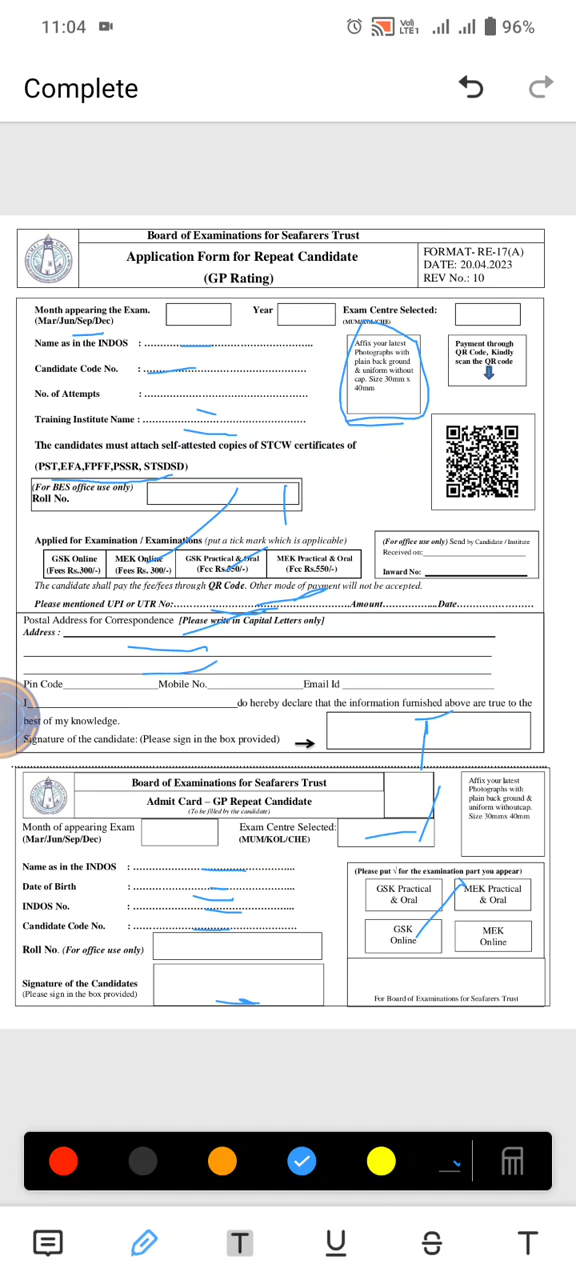 11:04
Vo) LTE1
96%
Complete
Board of Examinations for Seafarers Trust
Application Form for Repeat Candidate
(GP Rating)
FORMAT- RE-17(A)
DATE: 20.04.2023
REV No.: 10
Month appearing the Exam.
(Mar/Jun/Sep/Dec)
Year
Exam Centre Selected:
(MUM/KOL/CHE)
Name as in the INDOS :
Candidate Code No. :
No. of Attempts :
Training Institute Name :
Affix your latest
Photographs with
plain back ground
& uniform without
cap. Size 30mm x
40mm
Payment through
QR Code, Kindly
scan the QR code
The candidates must attach self-attested copies of STCW certificates of
(PST,EFA,FPFF,PSSR, STSDSD)
(For BES office use only)
Roll No.
Applied for Examination / Examinations (put a tick mark which is applicable)
GSK Online
(Fees Rs.300/-)
MEK Online
(Fees Rs. 300/-)
GSK Practical & Oral
(Fcc Rs.550/-)
MEK Practical & Oral
(Fcc Rs.550/-)
(For office use only) Send by Candidate / Institute
Received on:
Inward No:
The candidate shall pay the fee/fees through QR Code. Other mode of payment will not be accepted.
Please mentioned UPI or UTR No:..............................Amount................Date......................
Postal Address for Correspondence [Please write in Capital Letters only]
Address :
Pin Code Mobile No. Email Id
I do hereby declare that the information furnished above are true to the
best of my knowledge.
Signature of the candidate: (Please sign in the box provided)
Board of Examinations for Seafarers Trust
Admit Card – GP Repeat Candidate
(To be filled by the candidate)
Affix your latest
Photographs with
plain back ground &
uniform withoutcap.
Size 30mm x 40mm
Month of appearing Exam
(Mar/Jun/Sep/Dec)
Exam Centre Selected:
(MUM/KOL/CHE)
Name as in the INDOS :
Date of Birth :
INDOS No. :
Candidate Code No. :
Roll No. (For office use only)
Signature of the Candidates
(Please sign in the box provided)
(Please put √ for the examination part you appear)
GSK Practical
& Oral
MEK Practical
& Oral
GSK
Online
MEK
Online
For Board of Examinations for Seafarers Trust
T
U
S
T